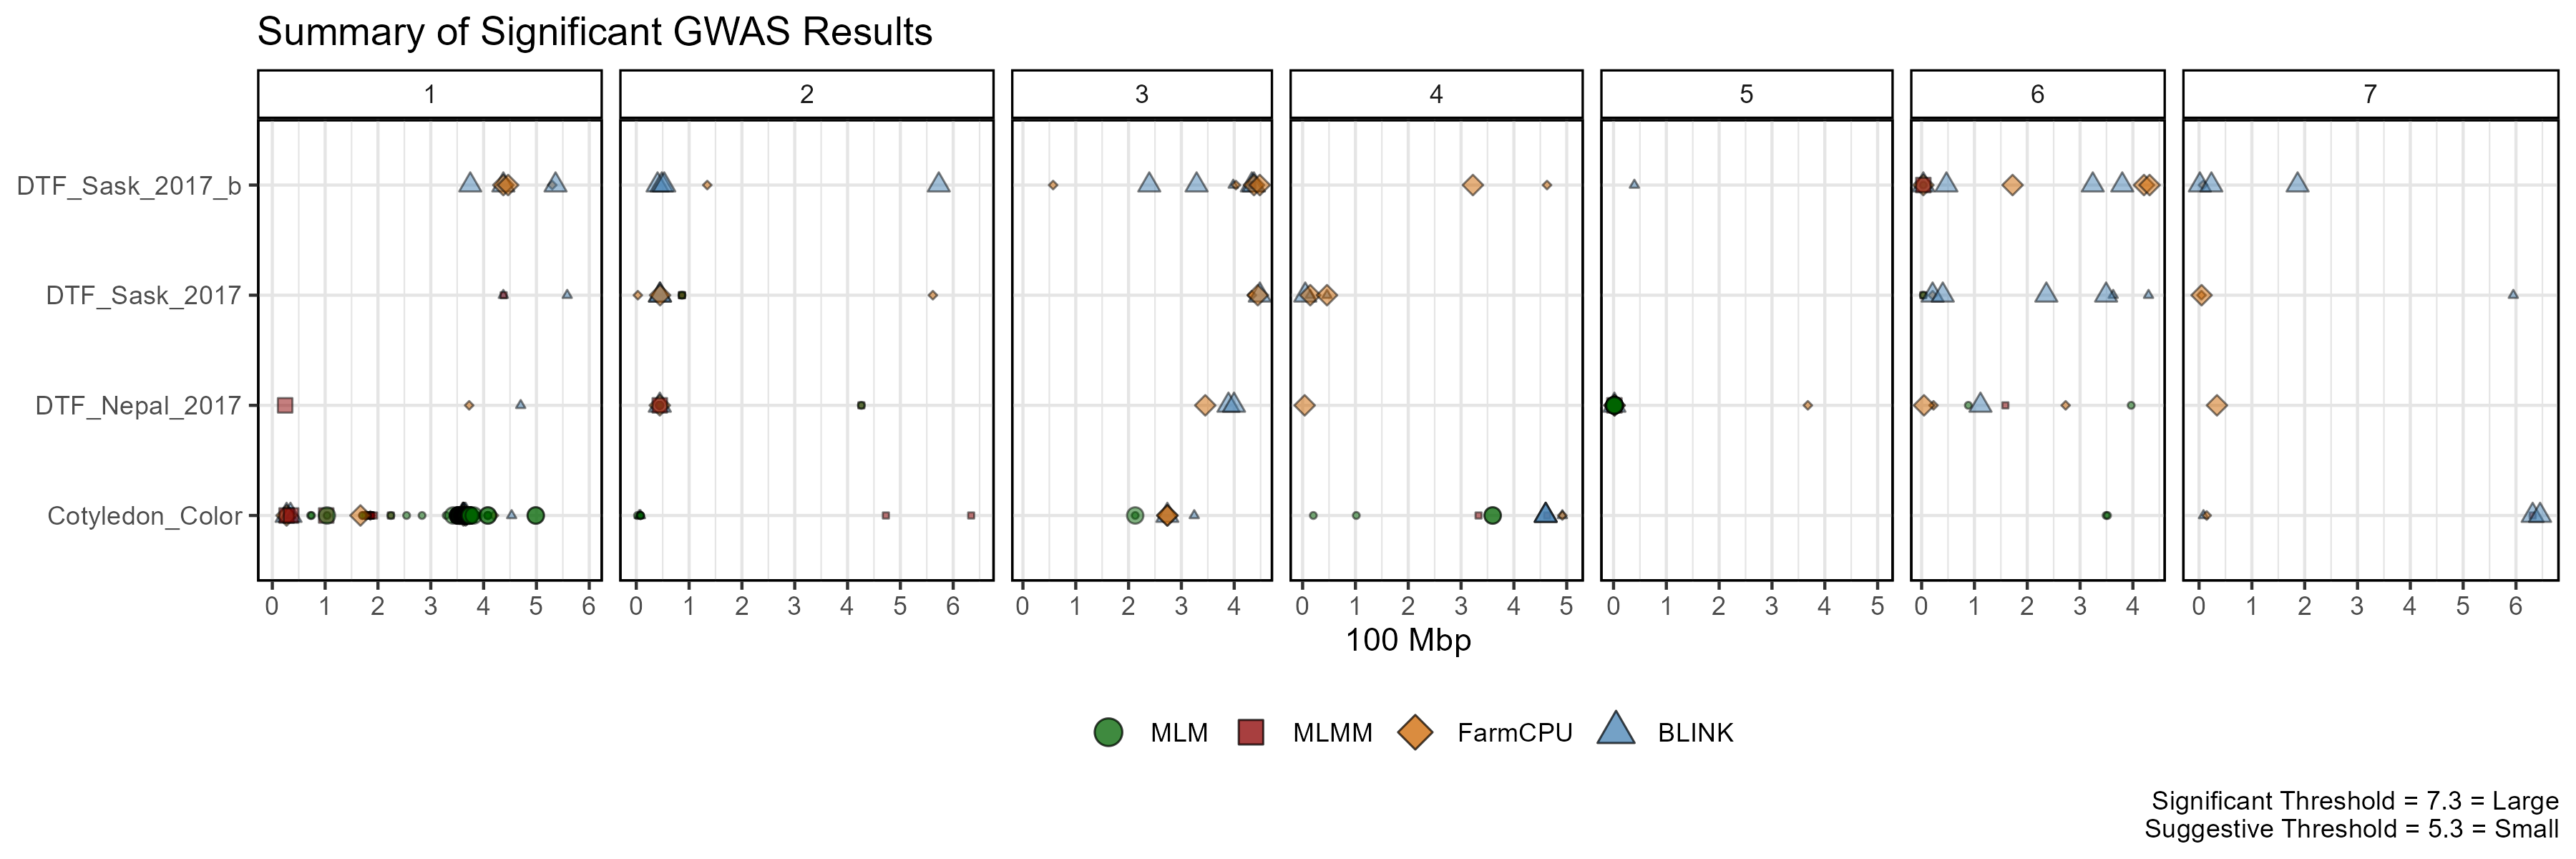 Summary of Significant GWAS Results
1 2 3 4 5 6 7
DTF_Sask_2017_b
DTF_Sask_2017
DTF_Nepal_2017
Cotyledon_Color
0 1 2 3 4 5 6 0 1 2 3 4 5 6 0 1 2 3 4 0 1 2 3 4 5 0 1 2 3 4 5 0 1 2 3 4 0 1 2 3 4 5 6
100 Mbp
MLM MLMM FarmCPU BLINK
Significant Threshold = 7.3 = Large
Suggestive Threshold = 5.3 = Small